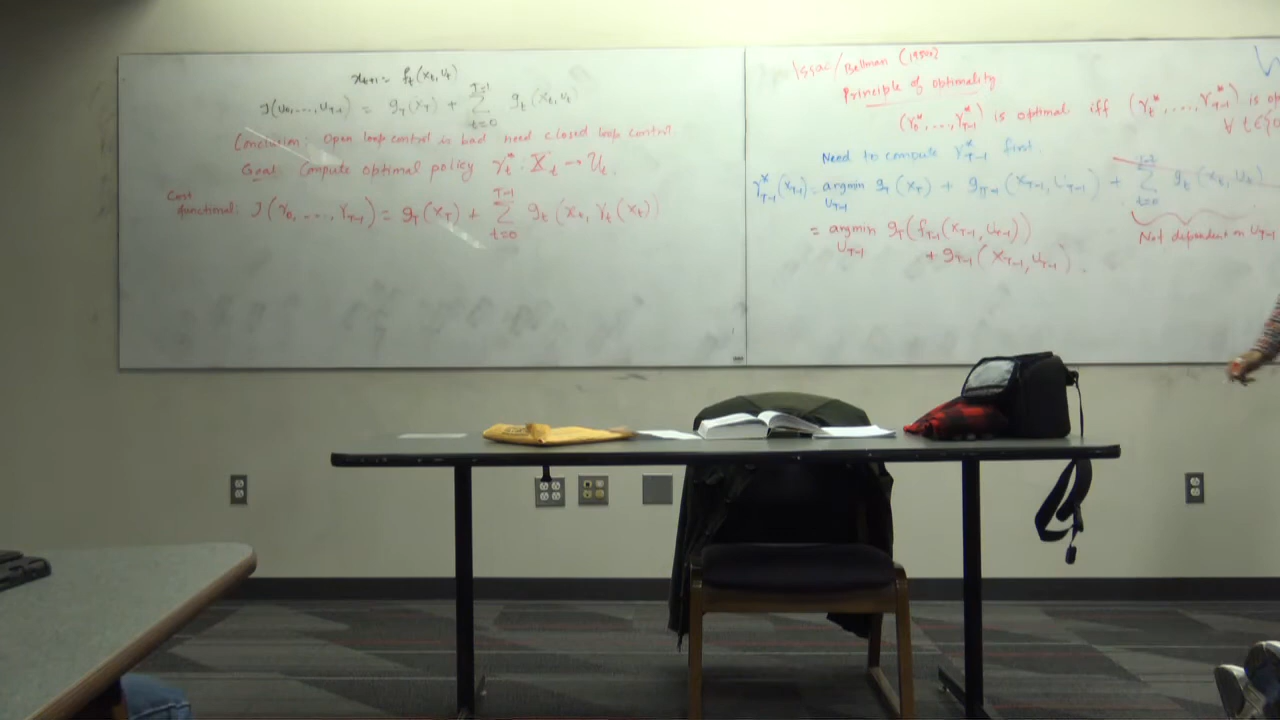 x_{t+1} = f_t(x_t, u_t)
J(u_0, ..., u_{T-1}) = g_T(x_T) + \sum_{t=0}^{T-1} g_t(x_t, u_t)
Conclusion: Open loop control is bad need closed loop control
Goal: Compute optimal policy γ_t^* : X_t → U_t.
Cost
functional: J(γ_0, ..., γ_{T-1}) = g_T(x_T) + \sum_{t=0}^{T-1} g_t(x_t, γ_t(x_t))
Issac/Bellman (195
Principle of optimality
(γ_0^*, ..., γ_{T-1}^*) is optimal iff (γ_t^*, ..., γ_{T-1}^*) is op
∀ t∈{0
Need to compute γ_{T-1}^* first.
γ_{T-1}^*(x_{T-1}) = argmin_{u_{T-1}} g_T(x_T) + g_{T-1}(x_{T-1}, u_{T-1}) + \sum_{t=0}^{T-2} g_t(x_t, u_t)
Not dependent on u_{T-1}
= argmin_{u_{T-1}} g_T(f_{T-1}(x_{T-1}, u_{T-1}))
+ g_{T-1}(x_{T-1}, u_{T-1}).